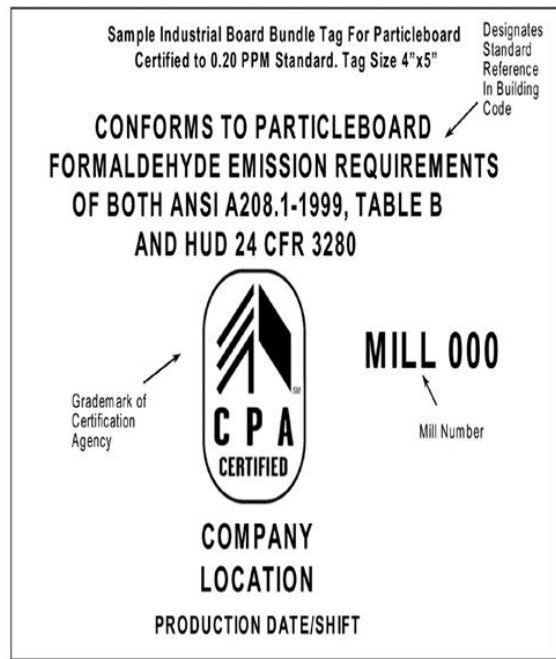 Sample Industrial Board Bundle Tag For Particleboard
Certified to 0.20 PPM Standard. Tag Size 4”x5”
Designates
Standard
Reference
In Building
Code
CONFORMS TO PARTICLEBOARD
FORMALDEHYDE EMISSION REQUIREMENTS
OF BOTH ANSI A208.1-1999, TABLE B
AND HUD 24 CFR 3280
SM
CPA
CERTIFIED
Grademark of
Certification
Agency
MILL 000
Mill Number
COMPANY
LOCATION
PRODUCTION DATE/SHIFT